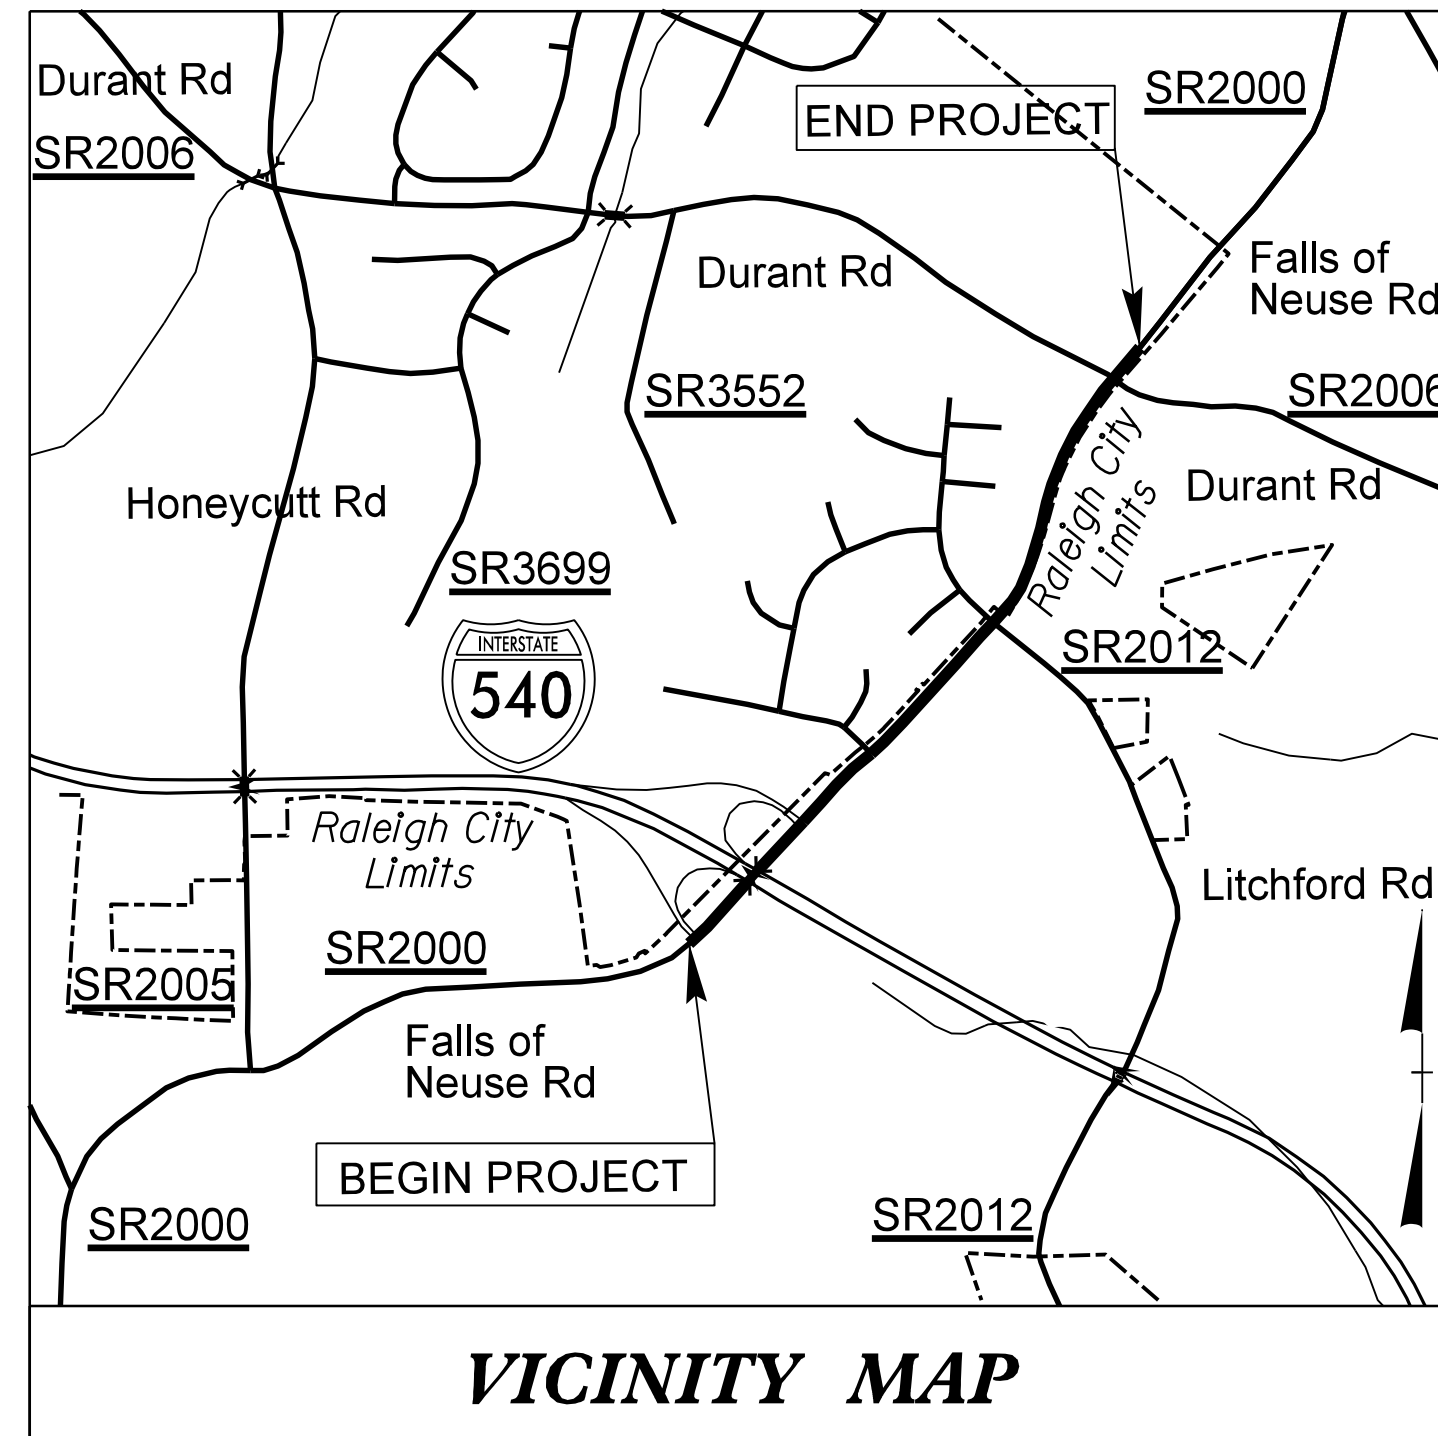 Durant Rd
SR2006
END PROJECT
SR2000
Durant Rd
Falls of
Neuse Rd
SR3552
SR2006
Honeycutt Rd
Raleigh City
Limits
Durant Rd
SR3699
INTERSTATE
540
SR2012
Raleigh City
Limits
Litchford Rd
SR2000
SR2005
Falls of
Neuse Rd
BEGIN PROJECT
SR2000
SR2012
VICINITY MAP